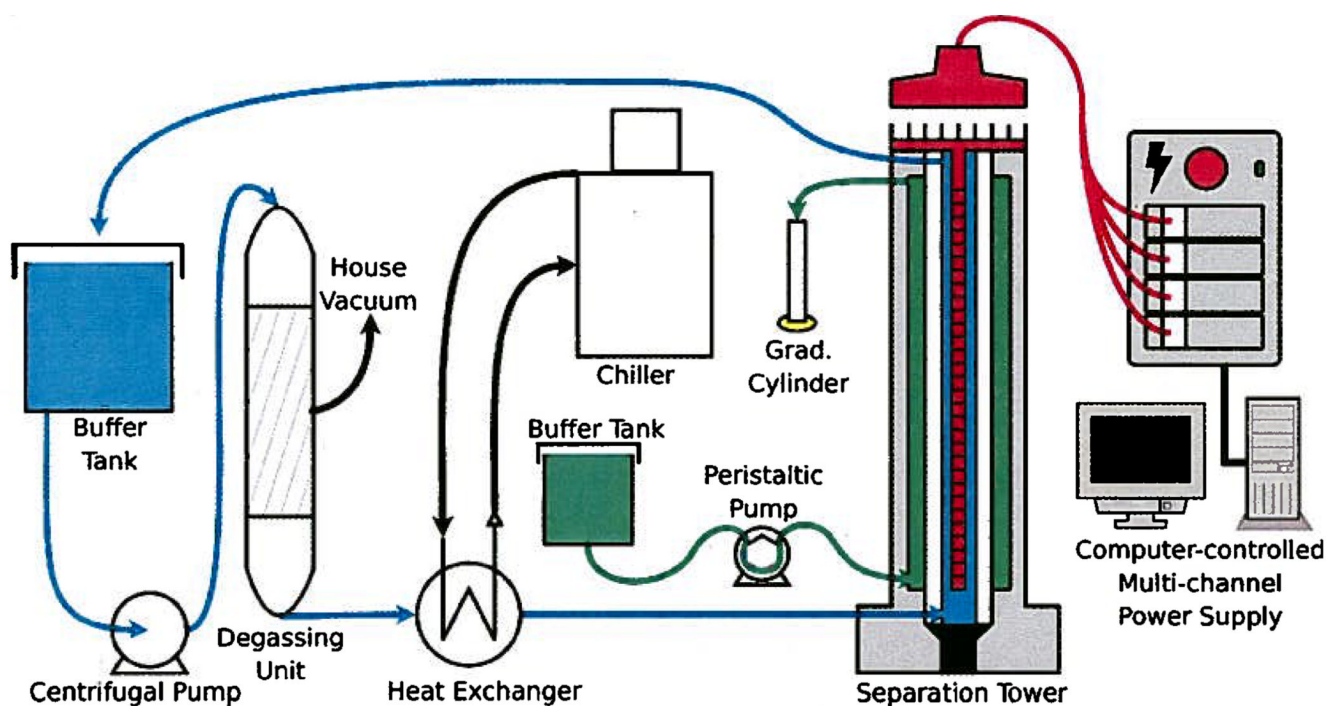 House
Vacuum
Chiller
Grad.
Cylinder
Buffer
Tank
Buffer Tank
Peristaltic
Pump
Computer-controlled
Multi-channel
Power Supply
Degassing
Unit
Centrifugal Pump
Heat Exchanger
Separation Tower